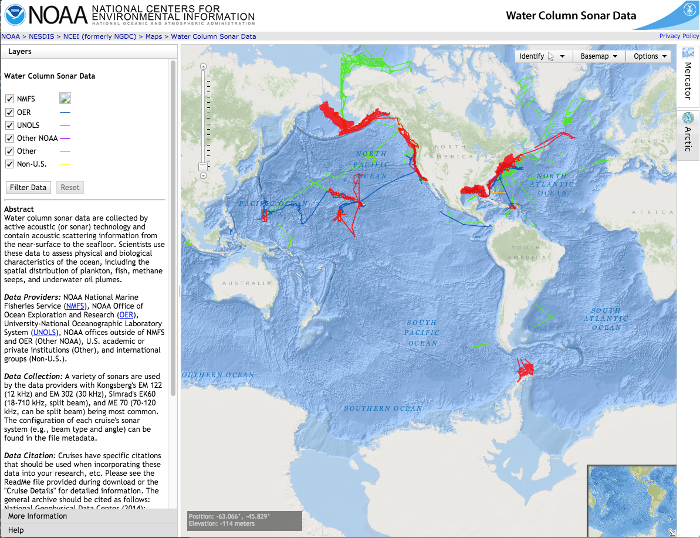 NOAA
NATIONAL CENTERS FOR
ENVIRONMENTAL INFORMATION
NATIONAL OCEANIC AND ATMOSPHERIC ADMINISTRATION
Water Column Sonar Data
NOAA > NESDIS > NCEI (formerly NGDC) > Maps > Water Column Sonar Data
Privacy Policy
Layers
Water Column Sonar Data
NMFS
OER
UNOLS
Other NOAA
Other
Non-U.S.
Filter Data
Reset
Abstract
Water column sonar data are collected by
active acoustic (or sonar) technology and
contain acoustic scattering information from
the near-surface to the seafloor. Scientists use
these data to assess physical and biological
characteristics of the ocean, including the
spatial distribution of plankton, fish, methane
seeps, and underwater oil plumes.
Data Providers: NOAA National Marine
Fisheries Service (NMFS), NOAA Office of
Ocean Exploration and Research (OER),
University-National Oceanographic Laboratory
System (UNOLS), NOAA offices outside of NMFS
and OER (Other NOAA), U.S. academic or
private institutions (Other), and international
groups (Non-U.S.).
Data Collection: A variety of sonars are used
by the data providers with Kongsberg's EM 122
(12 kHz) and EM 302 (30 kHz), Simrad's EK60
(18-710 kHz, split beam), and ME 70 (70-120
kHz, can be split beam) being most common.
The configuration of each cruise's sonar
system (e.g., beam type and angle) can be
found in the file metadata.
Data Citation: Cruises have specific citations
that should be used when incorporating these
data into your research, etc. Please see the
ReadMe file provided during download or the
"Cruise Details" for detailed information. The
general archive should be cited as follows:
National Geophysical Data Center (2014):
More Information
Help
Identify
Basemap
Options
Mercator
Arctic
NORTH
PACIFIC
OCEAN
NORTH
AMERICA
NORTH
ATLANTIC
OCEAN
PACIFIC OCEAN
AFRICA
AUSTRALIA
SOUTH
AMERICA
SOUTH
PACIFIC
OCEAN
SOUTH
ATLANTIC
OCEAN
SOUTHERN OCEAN
Position: -63.066°, -45.829°
Elevation: -114 meters